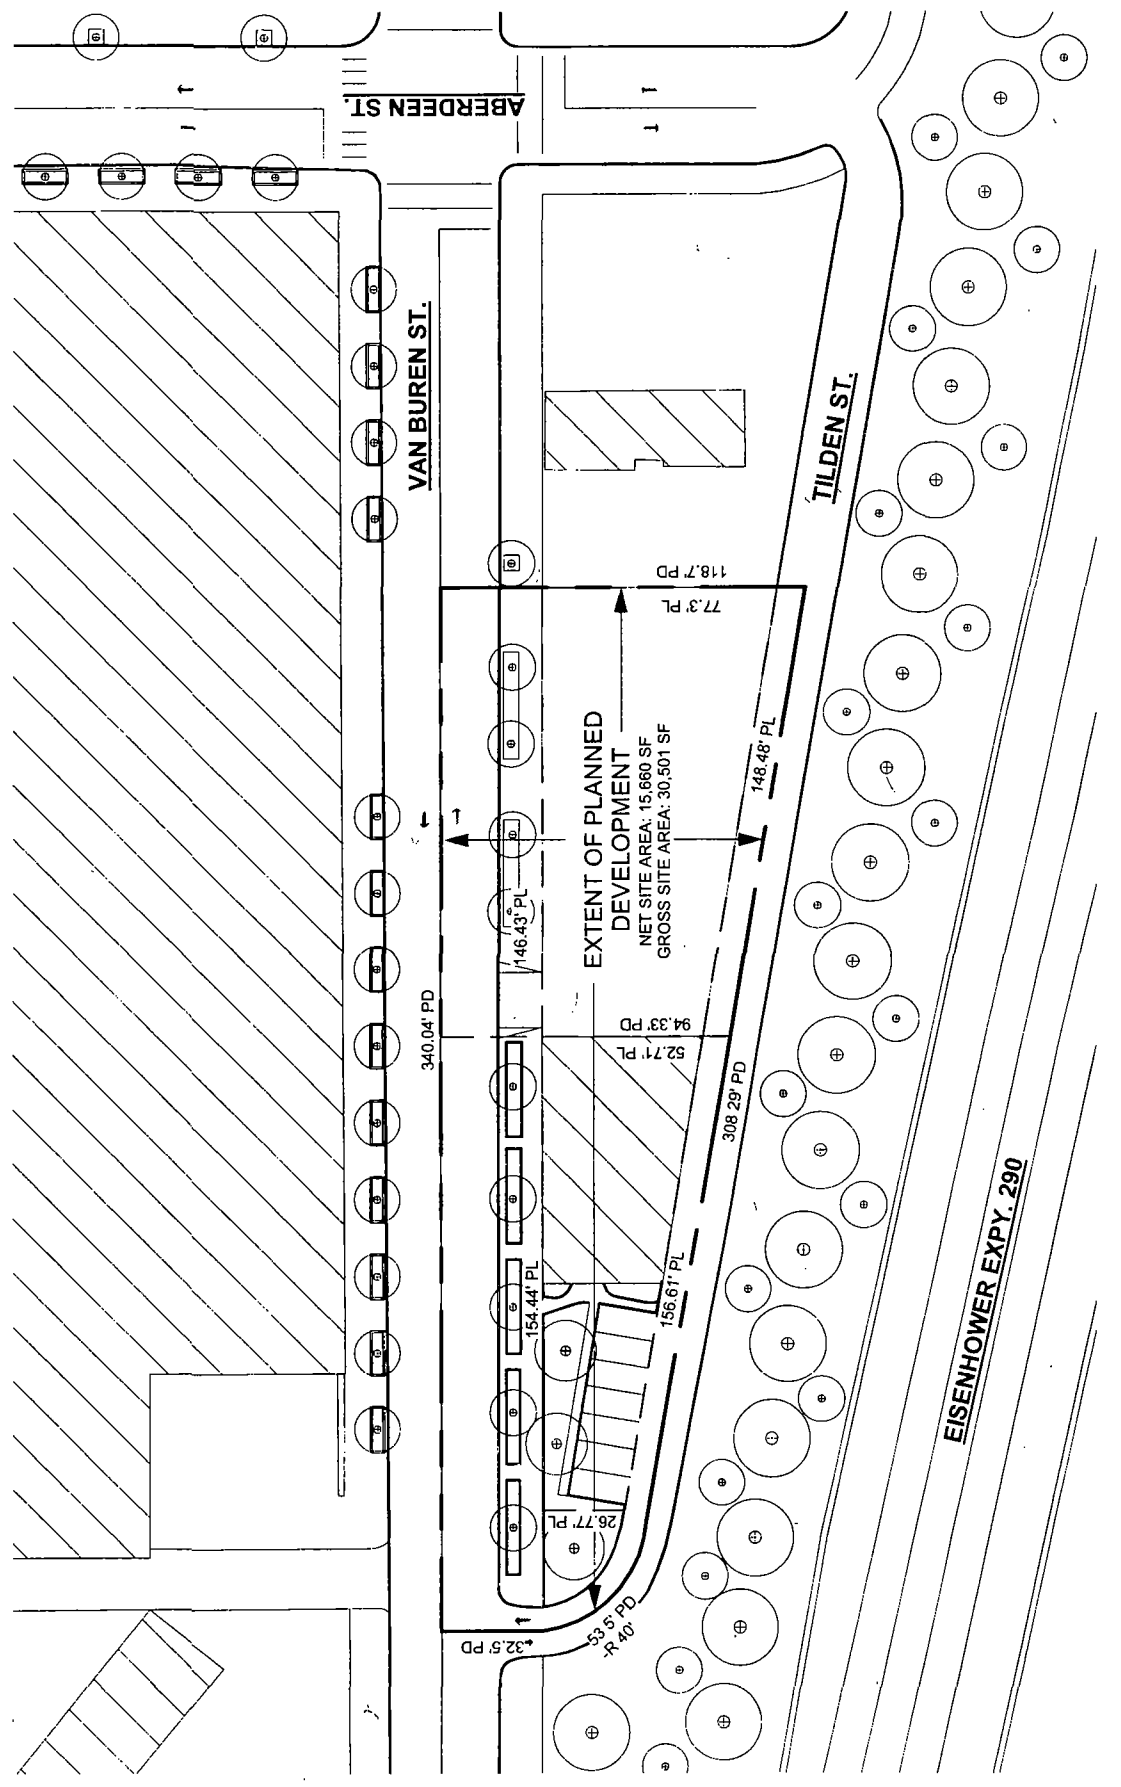 ABERDEEN ST.
VAN BUREN ST.
TILDEN ST.
118.7' PD
77.3' PL
EXTENT OF PLANNED
DEVELOPMENT
NET SITE AREA: 15,660 SF
GROSS SITE AREA: 30,501 SF
148.48' PL
146.43' PL
340.04' PD
94.33' PD
52.71' PL
308 29' PD
154.44' PL
156.61' PL
EISENHOWER EXPY. 290
26.77' PL
32.5' PD
53 5' PD
-R 40'